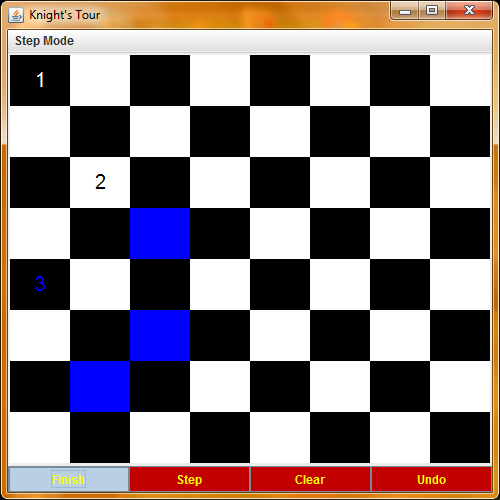 Knight's Tour
Step Mode
1
2
3
Finish Step Clear Undo